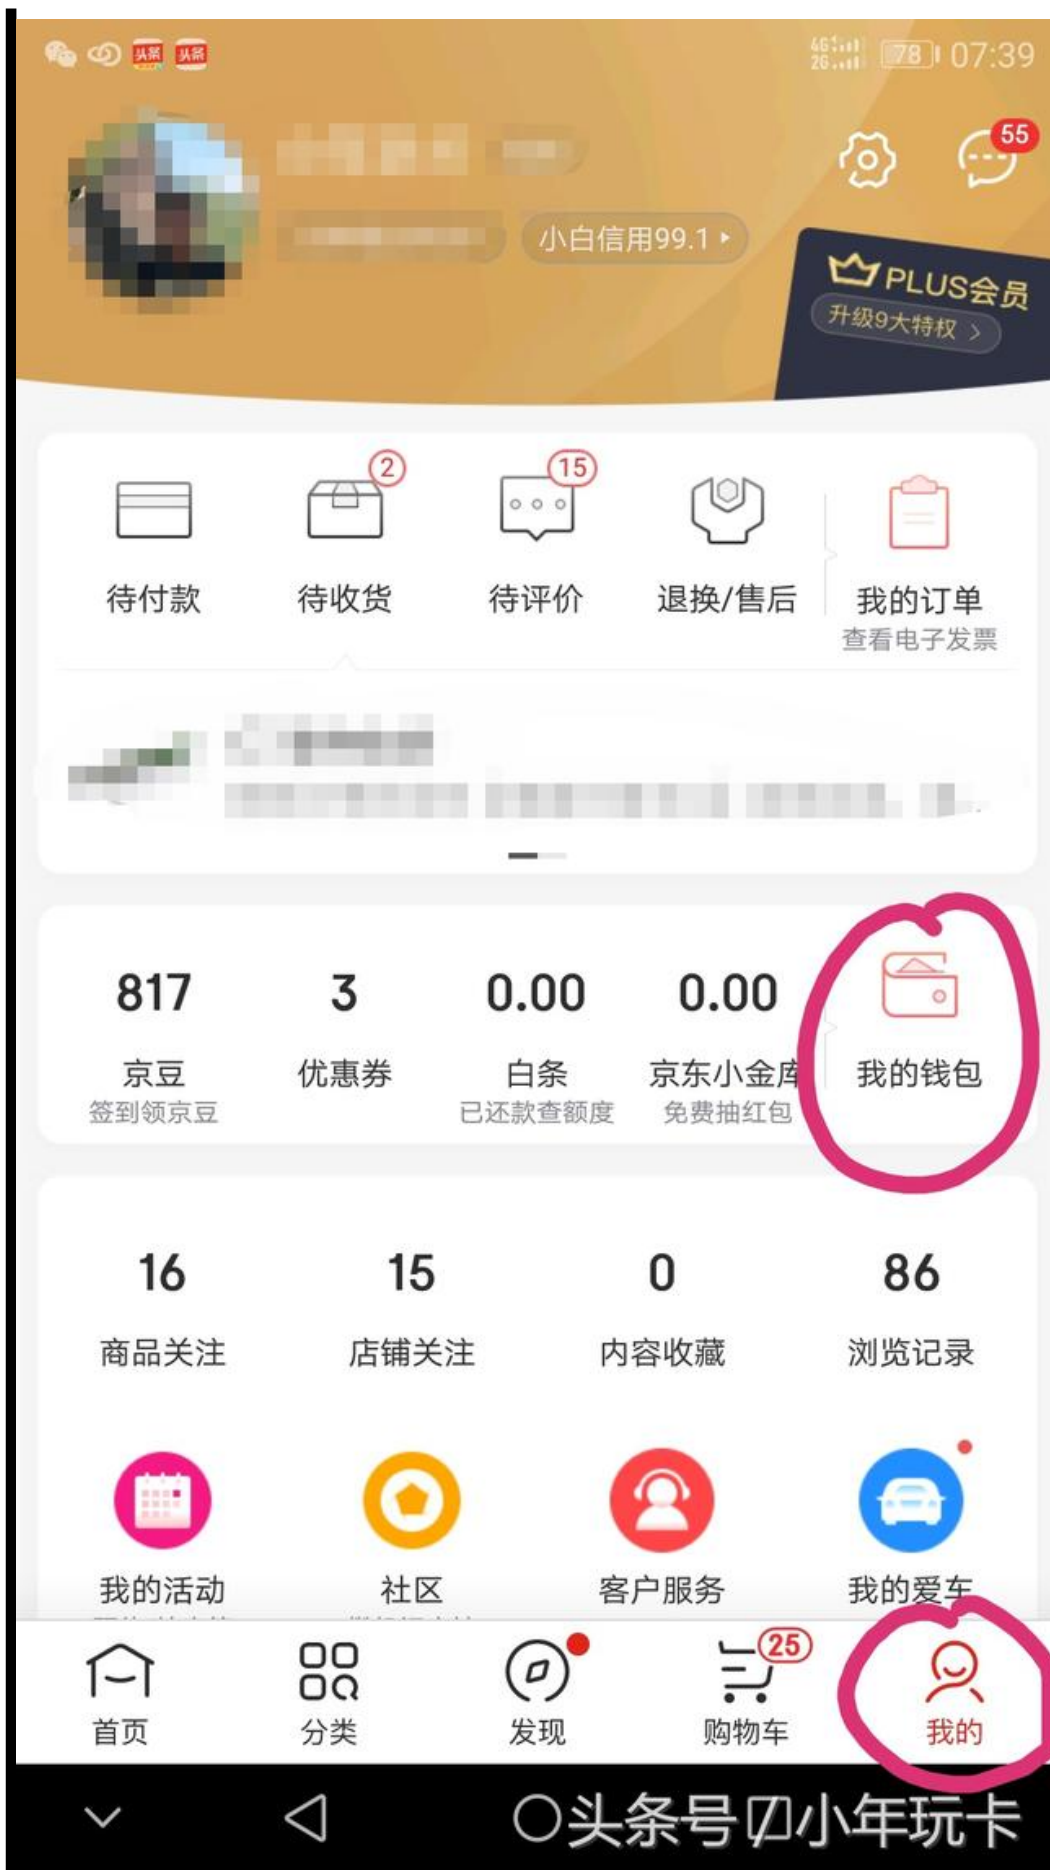 头条 头条 4G 2G 78 07:39
55
小白信用99.1
PLUS会员
升级9大特权
2
15
待付款 待收货 待评价 退换/售后 我的订单
查看电子发票
817 3 0.00 0.00
京豆 优惠券 白条 京东小金库 我的钱包
签到领京豆 已还款查额度 免费抽红包
16 15 0 86
商品关注 店铺关注 内容收藏 浏览记录
我的活动 社区 客户服务 我的爱车
25
首页 分类 发现 购物车 我的
头条号 小年玩卡